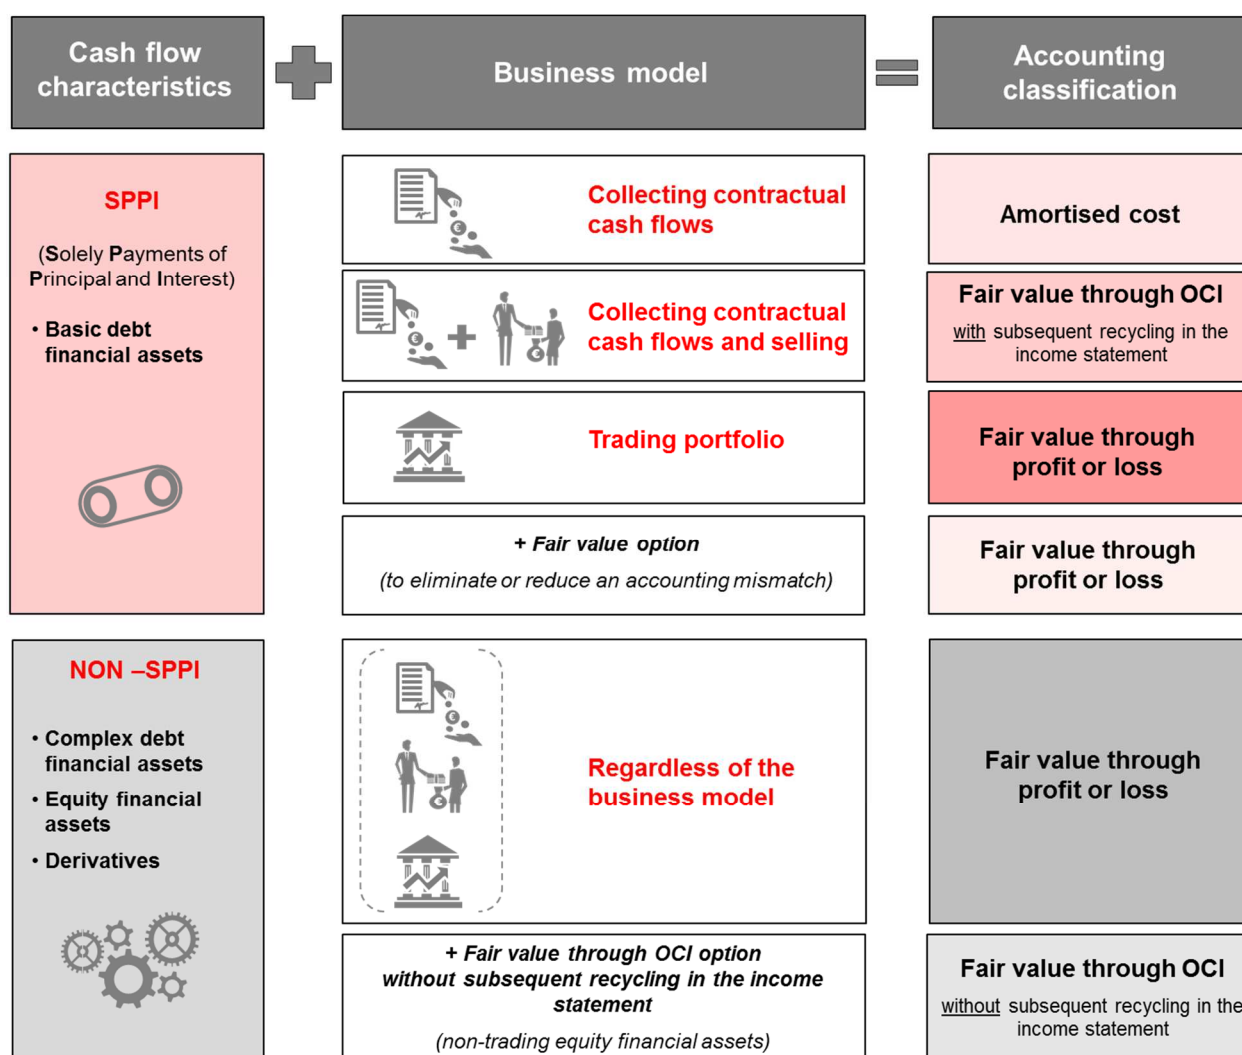 Cash flow
characteristics
Business model
Accounting
classification
SPPI
(Solely Payments of
Principal and Interest)
• Basic debt
financial assets
Collecting contractual
cash flows
Amortised cost
Collecting contractual
cash flows and selling
Fair value through OCI
with subsequent recycling in the
income statement
Trading portfolio
Fair value through
profit or loss
+ Fair value option
(to eliminate or reduce an accounting mismatch)
Fair value through
profit or loss
NON –SPPI
• Complex debt
financial assets
• Equity financial
assets
• Derivatives
Regardless of the
business model
Fair value through
profit or loss
+ Fair value through OCI option
without subsequent recycling in the income
statement
(non-trading equity financial assets)
Fair value through OCI
without subsequent recycling in the
income statement